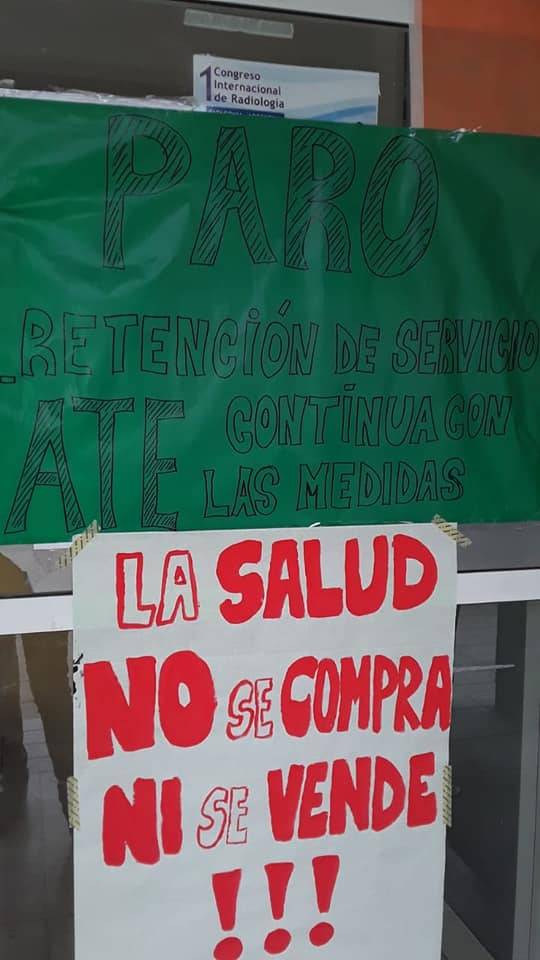 1 Congreso
Internacional
de Radiología
PARO
RETENCIÓN DE SERVICIO
ATE CONTÍNUA CON
LAS MEDIDAS
LA SALUD
NO SE COMPRA
NI SE VENDE
!!!